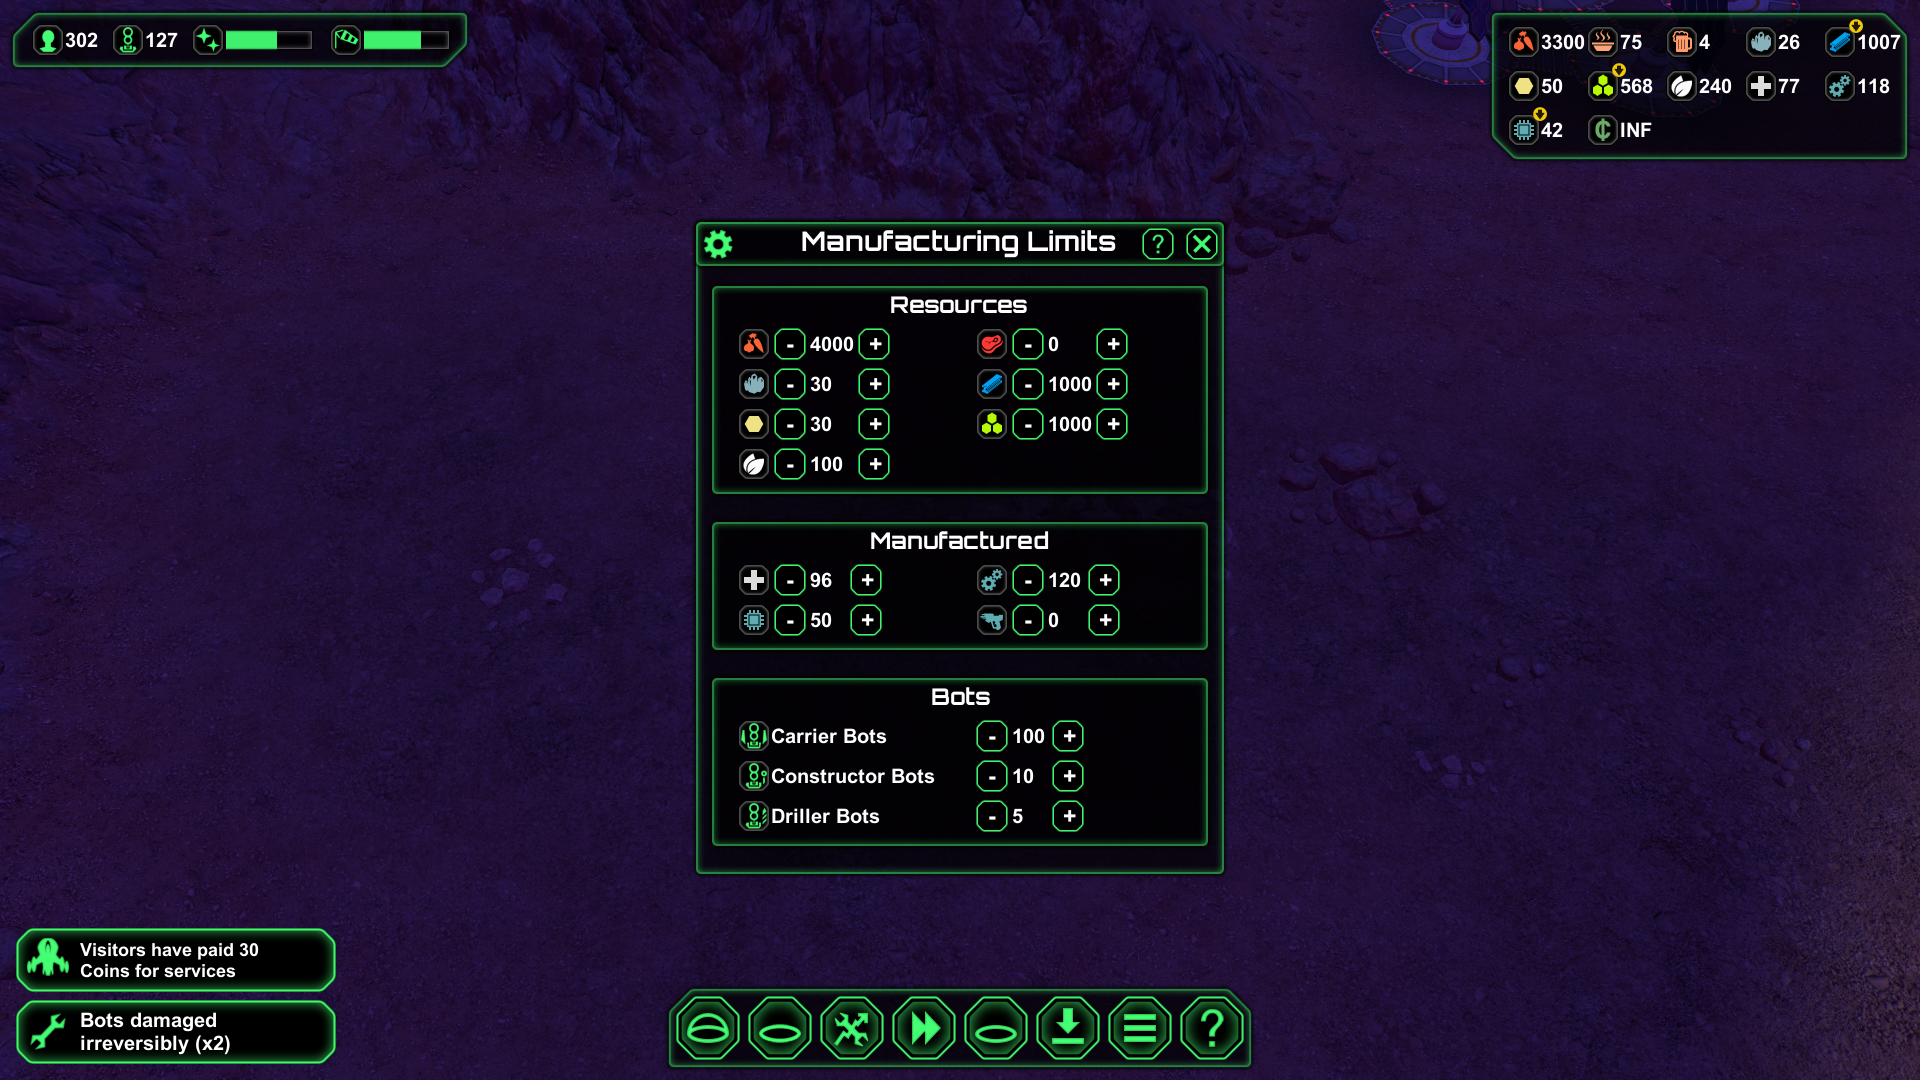 302 127
3300 75 4 26 1007
50 568 240 77 118
42 INF
Manufacturing Limits ?
Resources
- 4000 + - 0 +
- 30 + - 1000 +
- 30 + - 1000 +
- 100 +
Manufactured
- 96 + - 120 +
- 50 + - 0 +
Bots
Carrier Bots - 100 +
Constructor Bots - 10 +
Driller Bots - 5 +
Visitors have paid 30
Coins for services
Bots damaged
irreversibly (x2)
?